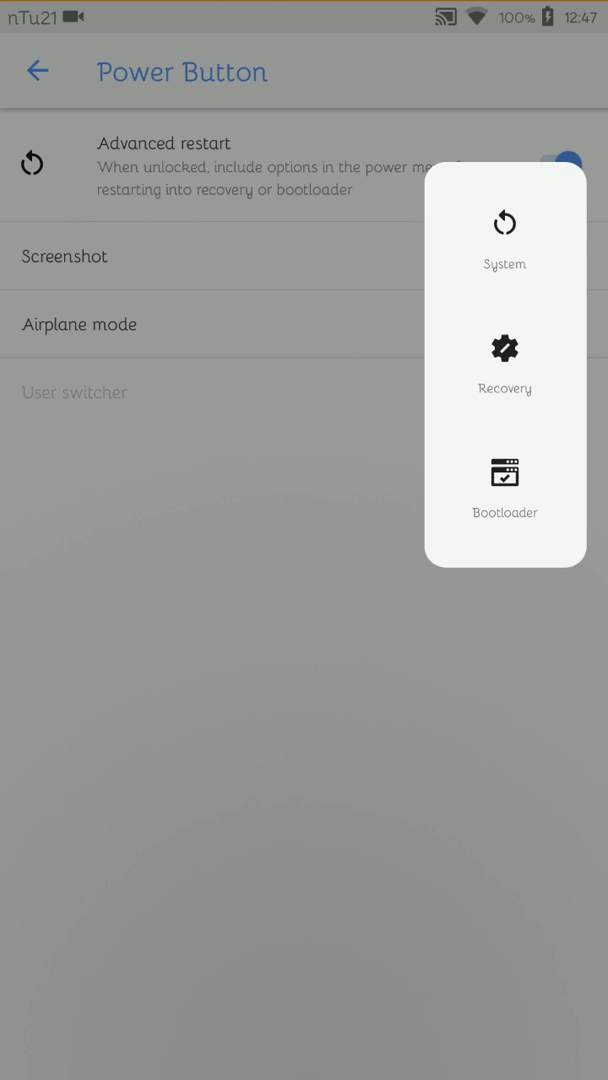 nTu21
100% 12:47
Power Button
Advanced restart
When unlocked, include options in the power
restarting into recovery or bootloader
Screenshot
Airplane mode
User switcher
System
Recovery
Bootloader